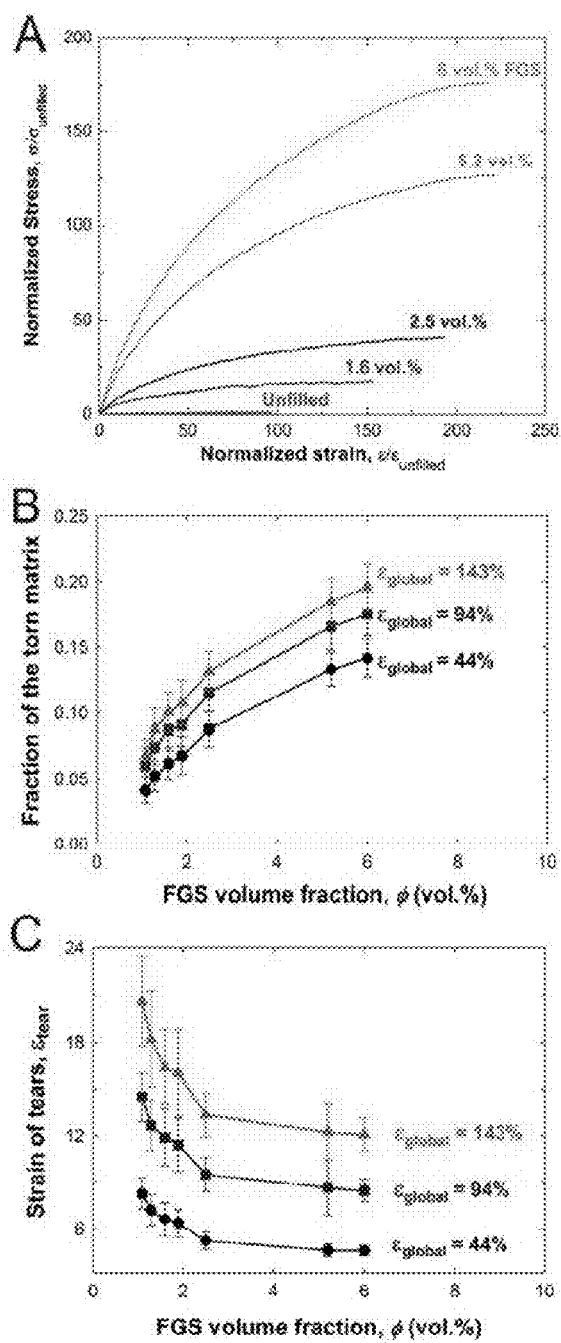 A
200
150
100
50
0
Normalized Stress, σ/σunfilled
6 vol.% FGS
5.2 vol.%
2.5 vol.%
1.6 vol.%
Unfilled
0 50 100 150 200 250
Normalized strain, ε/εunfilled
B
0.25
0.20
0.15
0.10
0.05
0.00
Fraction of the torn matrix
εglobal = 143%
εglobal = 94%
εglobal = 44%
0 2 4 6 8 10
FGS volume fraction, ϕ (vol.%)
C
24
18
12
6
Strain of tears, εtear
εglobal = 143%
εglobal = 94%
εglobal = 44%
0 2 4 6 8 10
FGS volume fraction, ϕ (vol.%)